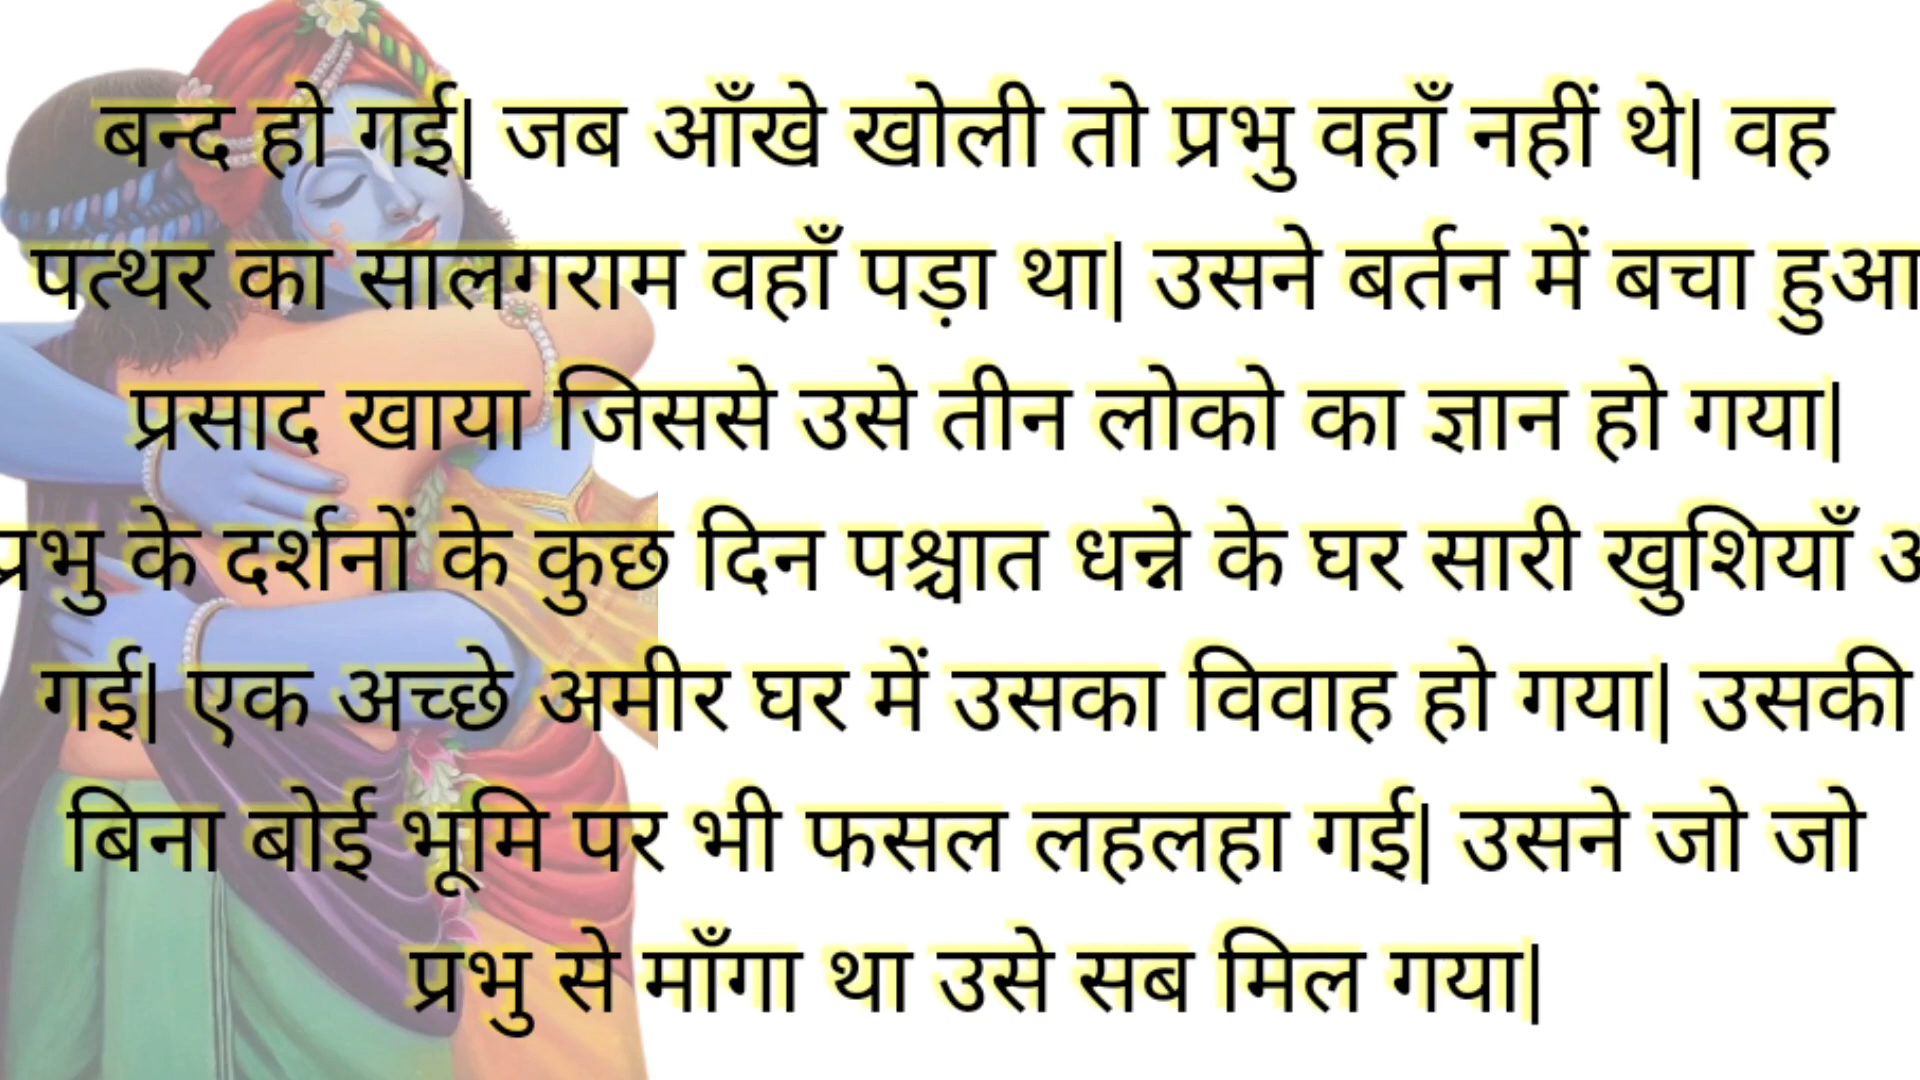 बन्द हो गई| जब आँखे खोली तो प्रभु वहाँ नहीं थे| वह
पत्थर का सालगराम वहाँ पड़ा था| उसने बर्तन में बचा हुआ
प्रसाद खाया जिससे उसे तीन लोको का ज्ञान हो गया|
प्रभु के दर्शनों के कुछ दिन पश्चात धन्ने के घर सारी खुशियाँ
गई| एक अच्छे अमीर घर में उसका विवाह हो गया| उसकी
बिना बोई भूमि पर भी फसल लहलहा गई| उसने जो जो
प्रभु से माँगा था उसे सब मिल गया|